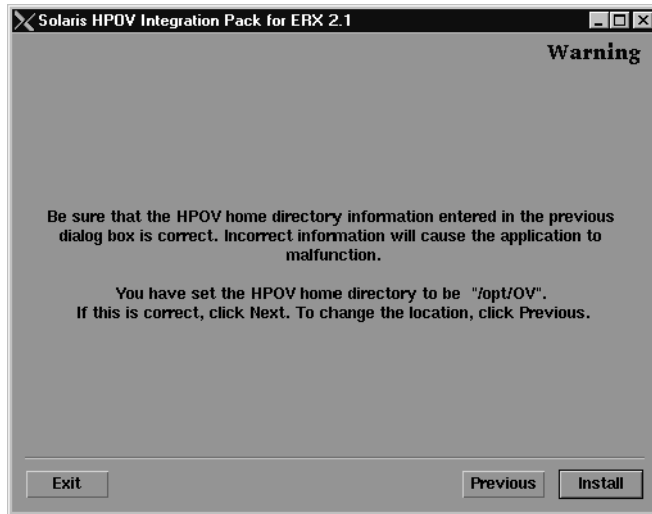 Solaris HPOV Integration Pack for ERX 2.1
Warning
Be sure that the HPOV home directory information entered in the previous
dialog box is correct. Incorrect information will cause the application to
malfunction.
You have set the HPOV home directory to be "/opt/OV".
If this is correct, click Next. To change the location, click Previous.
Exit
Previous
Install